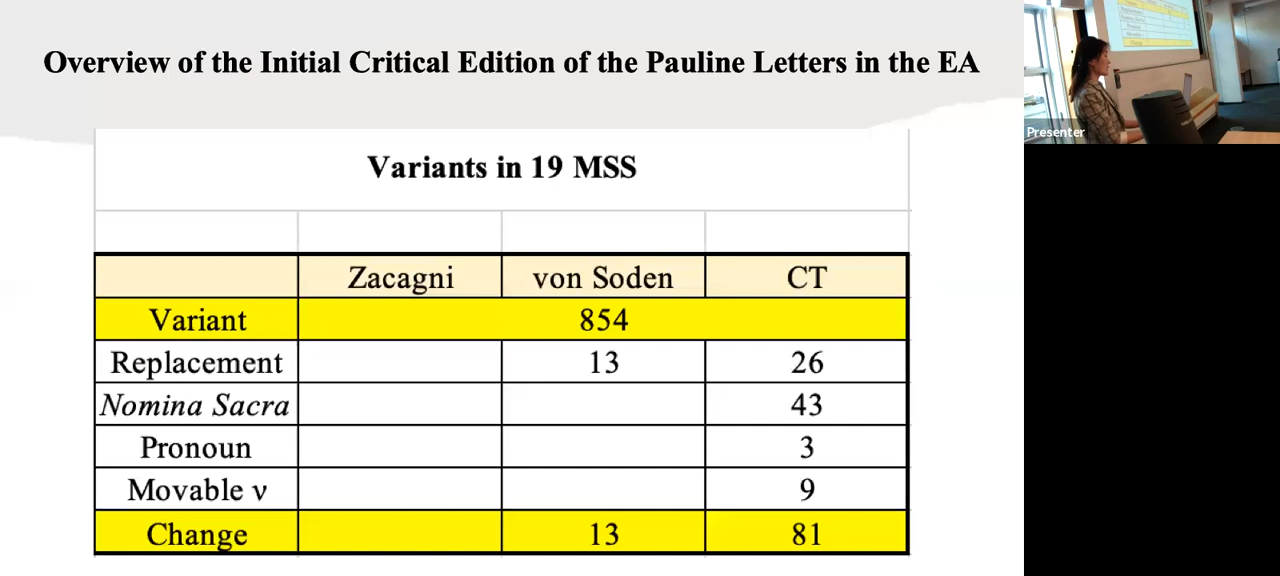 Overview of the Initial Critical Edition of the Pauline Letters in the EA
Presenter
Variants in 19 MSS
Zacagni von Soden CT
Variant 854
Replacement 13 26
Nomina Sacra 43
Pronoun 3
Movable ν 9
Change 13 81